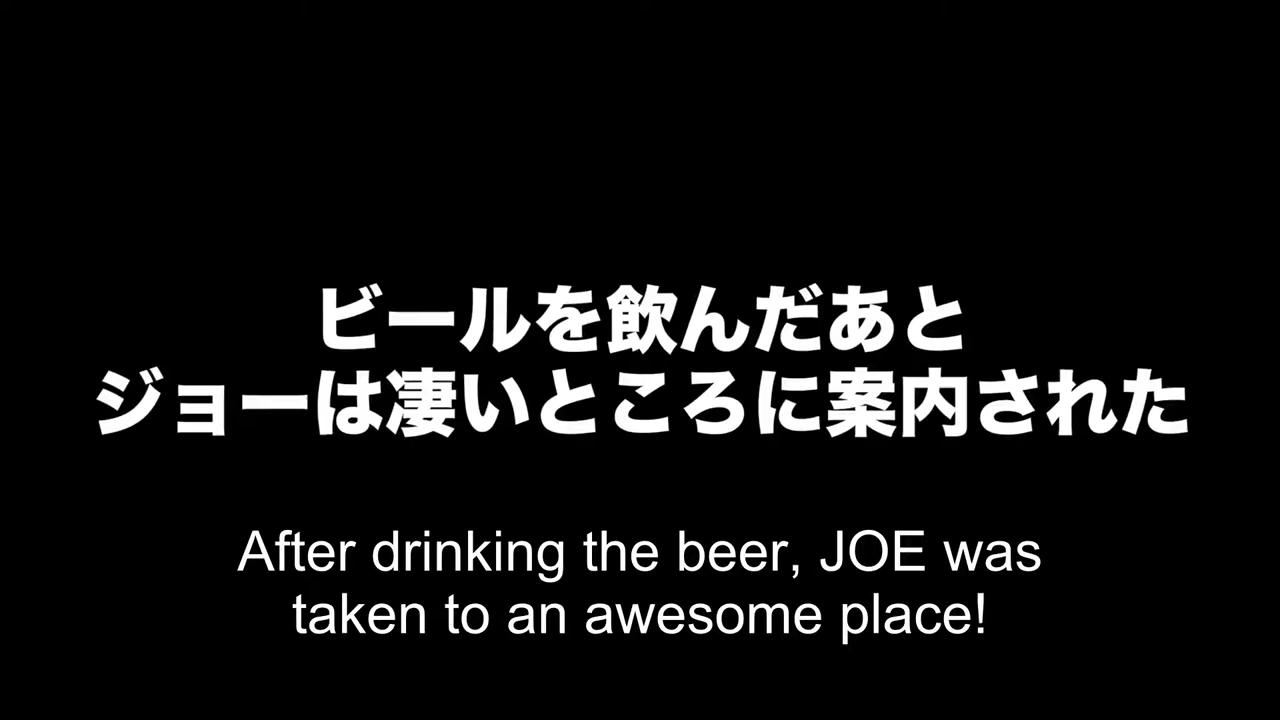 ビールを飲んだあと
ジョーは凄いところに案内された
After drinking the beer, JOE was
taken to an awesome place!